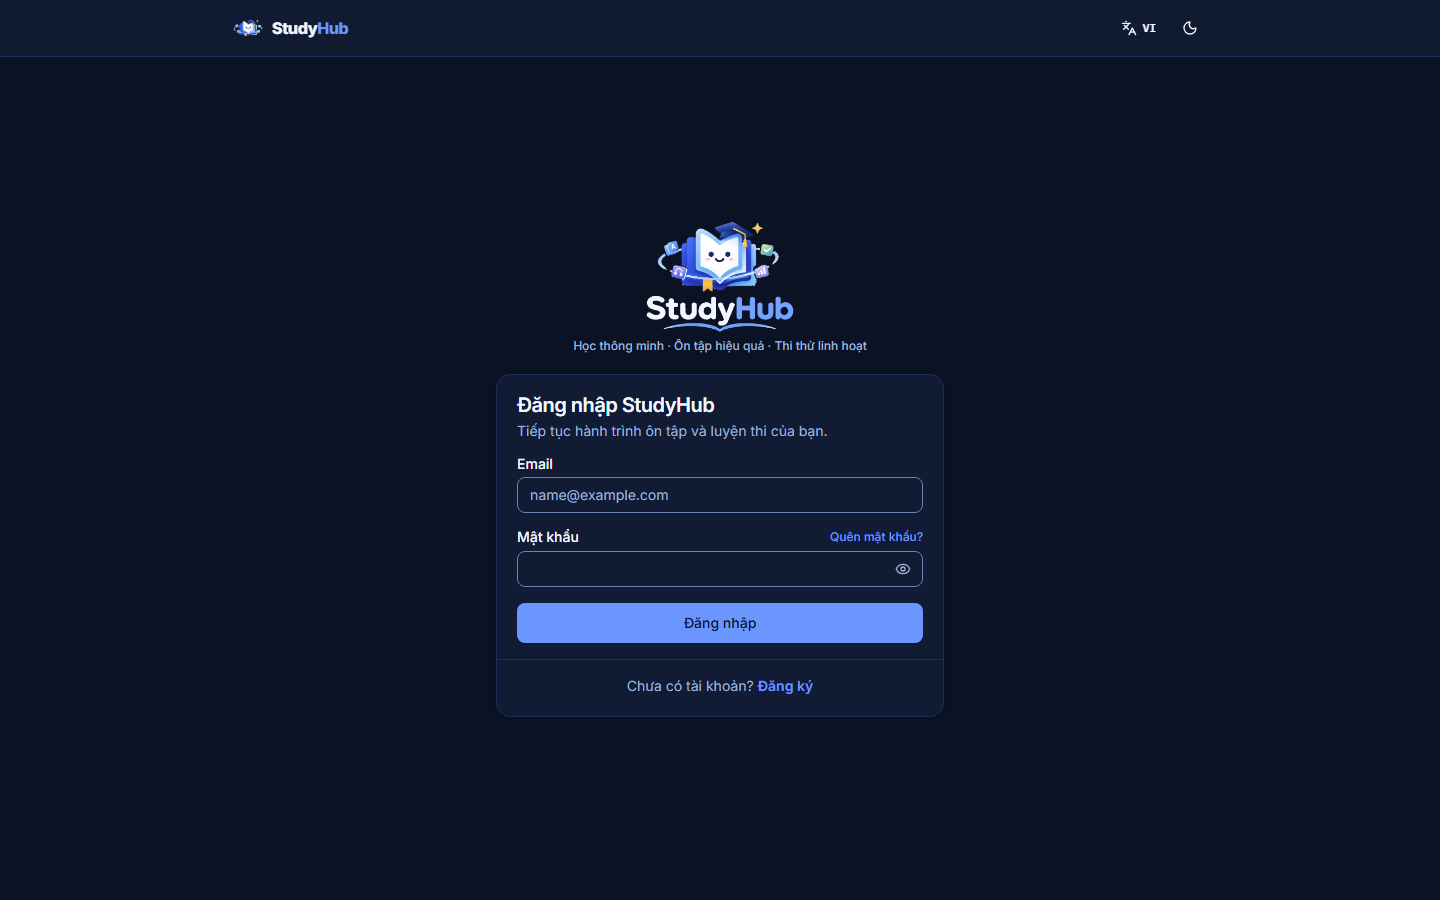 StudyHub
VI
StudyHub
Học thông minh · Ôn tập hiệu quả · Thi thử linh hoạt
Đăng nhập StudyHub
Tiếp tục hành trình ôn tập và luyện thi của bạn.
Email
name@example.com
Mật khẩu
Quên mật khẩu?
Đăng nhập
Chưa có tài khoản? Đăng ký